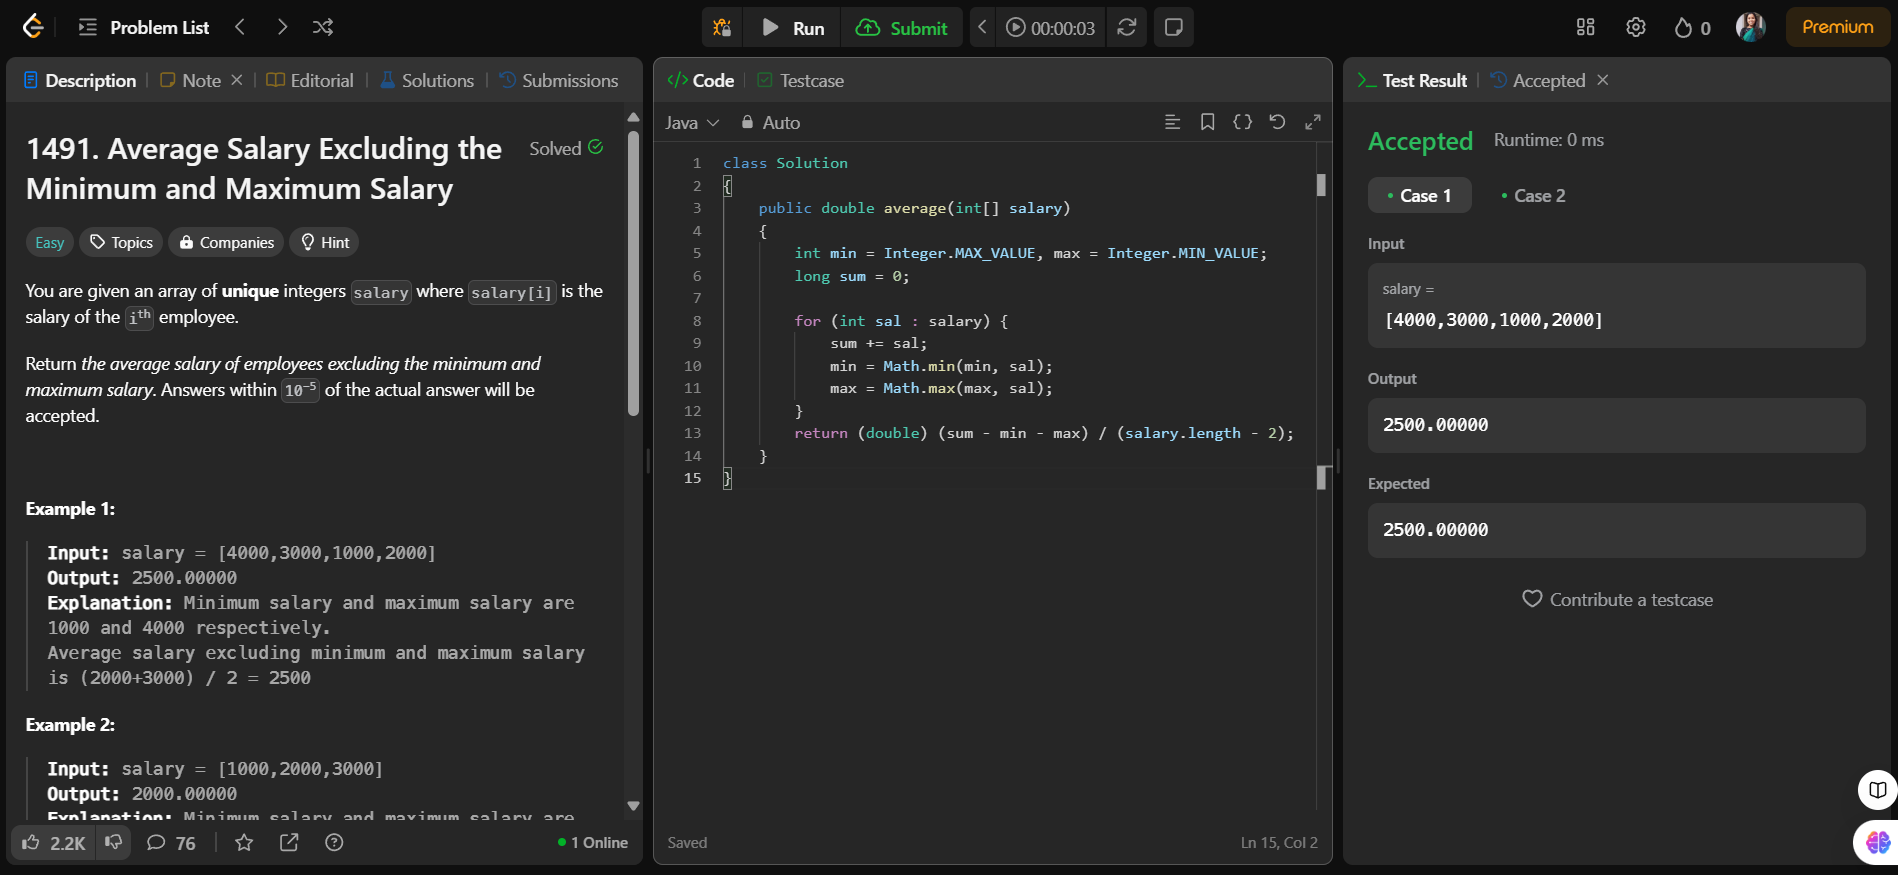 Problem List
Run
Submit
00:00:03
0
Premium
Description
Note
Editorial
Solutions
Submissions
1491. Average Salary Excluding the
Minimum and Maximum Salary
Solved
Easy
Topics
Companies
Hint
You are given an array of unique integers salary where salary[i] is the
salary of the ith employee.
Return the average salary of employees excluding the minimum and
maximum salary. Answers within 10-5 of the actual answer will be
accepted.
Example 1:
Input: salary = [4000,3000,1000,2000]
Output: 2500.00000
Explanation: Minimum salary and maximum salary are
1000 and 4000 respectively.
Average salary excluding minimum and maximum salary
is (2000+3000) / 2 = 2500
Example 2:
Input: salary = [1000,2000,3000]
Output: 2000.00000
Explanation: Minimum salary and maximum salary are
2.2K
76
1 Online
Code
Testcase
Java
Auto
1 class Solution
2 {
3     public double average(int[] salary)
4     {
5         int min = Integer.MAX_VALUE, max = Integer.MIN_VALUE;
6         long sum = 0;
7
8         for (int sal : salary) {
9             sum += sal;
10             min = Math.min(min, sal);
11             max = Math.max(max, sal);
12         }
13         return (double) (sum - min - max) / (salary.length - 2);
14     }
15 }
Saved
Ln 15, Col 2
Test Result
Accepted
Accepted
Runtime: 0 ms
Case 1
Case 2
Input
salary =
[4000,3000,1000,2000]
Output
2500.00000
Expected
2500.00000
Contribute a testcase